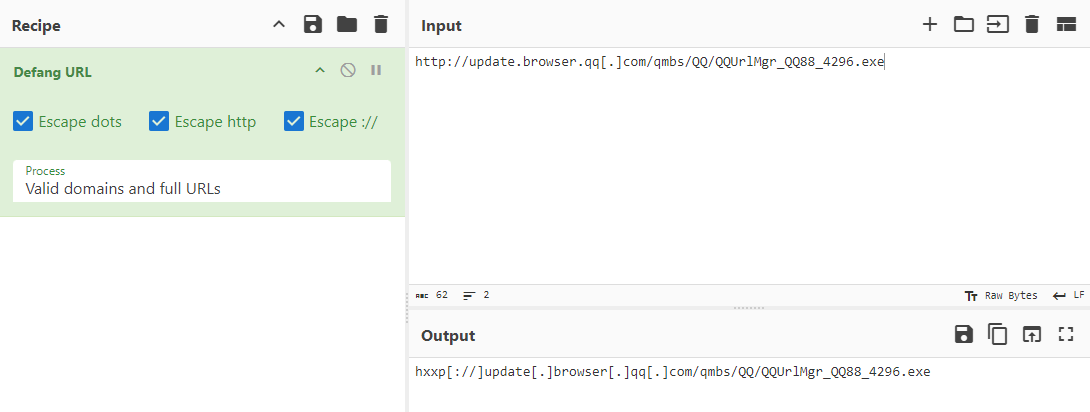 Recipe
Defang URL
Escape dots
Escape http
Escape ://
Process
Valid domains and full URLs
Input
http://update.browser.qq[.]com/qmbs/QQ/QQUrlMgr_QQ88_4296.exe
ABC 62
2
Tт Raw Bytes
LF
Output
hxxp[://]update[.]browser[.]qq[.]com/qmbs/QQ/QQUrlMgr_QQ88_4296.exe